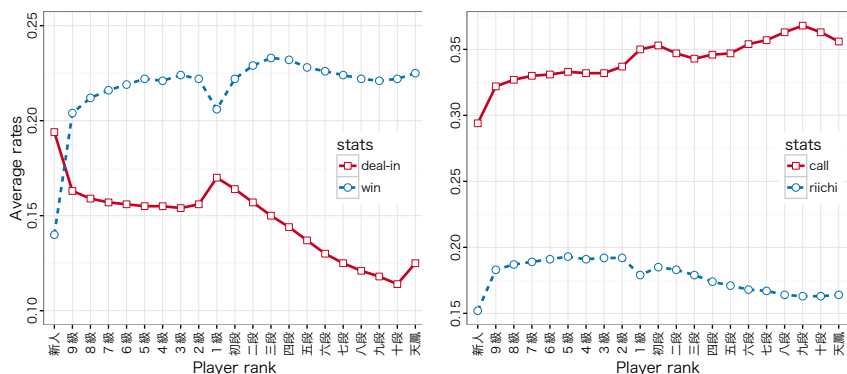 Average rates
0.25
0.20
0.15
0.10
stats
deal-in
win
新人
9級
8級
7級
6級
5級
4級
3級
2級
1級
初段
二段
三段
四段
五段
六段
七段
八段
九段
十段
天鳳
Player rank
0.35
0.30
0.25
0.20
0.15
stats
call
riichi
新人
9級
8級
7級
6級
5級
4級
3級
2級
1級
初段
二段
三段
四段
五段
六段
七段
八段
九段
十段
天鳳
Player rank